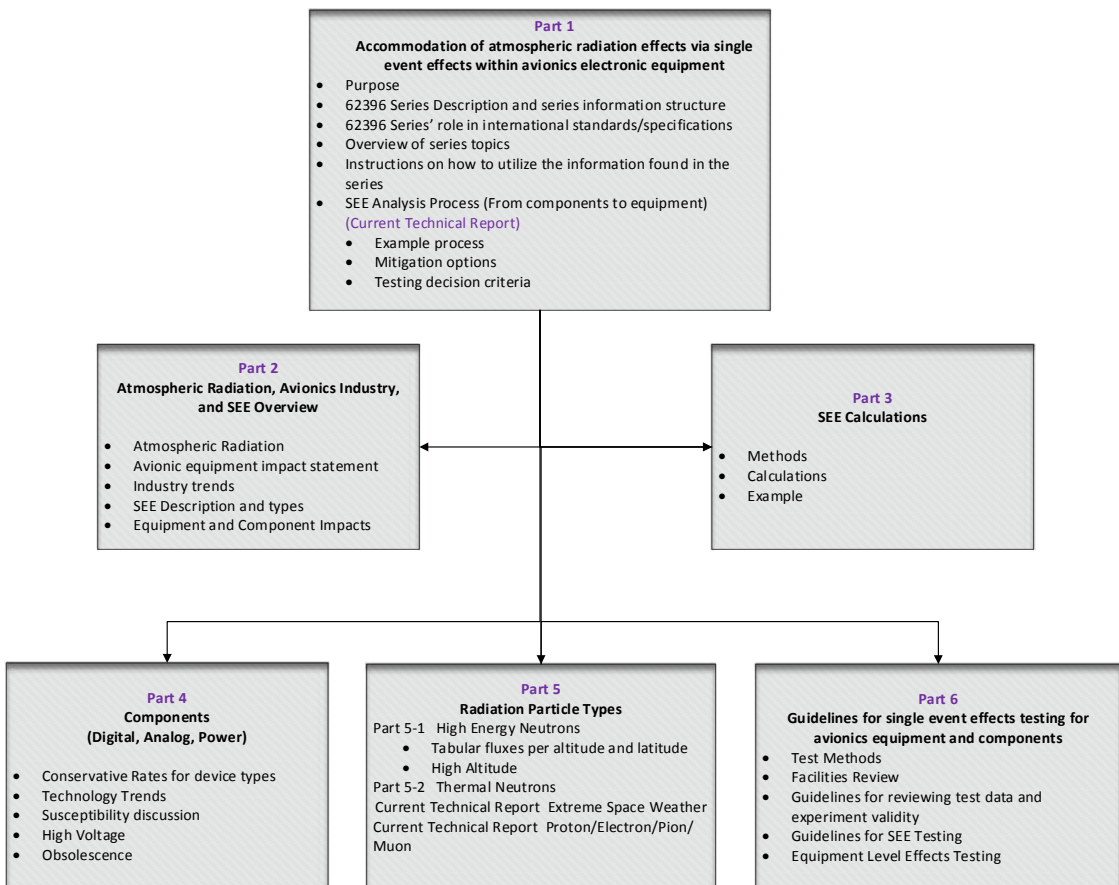 Part 1
Accommodation of atmospheric radiation effects via single
event effects within avionics electronic equipment
• Purpose
• 62396 Series Description and series information structure
• 62396 Series' role in international standards/specifications
• Overview of series topics
• Instructions on how to utilize the information found in the
series
• SEE Analysis Process (From components to equipment)
(Current Technical Report)
• Example process
• Mitigation options
• Testing decision criteria
Part 2
Atmospheric Radiation, Avionics Industry,
and SEE Overview
• Atmospheric Radiation
• Avionic equipment impact statement
• Industry trends
• SEE Description and types
• Equipment and Component Impacts
Part 3
SEE Calculations
• Methods
• Calculations
• Example
Part 4
Components
(Digital, Analog, Power)
• Conservative Rates for device types
• Technology Trends
• Susceptibility discussion
• High Voltage
• Obsolescence
Part 5
Radiation Particle Types
Part 5-1 High Energy Neutrons
• Tabular fluxes per altitude and latitude
• High Altitude
Part 5-2 Thermal Neutrons
Current Technical Report Extreme Space Weather
Current Technical Report Proton/Electron/Pion/
Muon
Part 6
Guidelines for single event effects testing for
avionics equipment and components
• Test Methods
• Facilities Review
• Guidelines for reviewing test data and
experiment validity
• Guidelines for SEE Testing
• Equipment Level Effects Testing